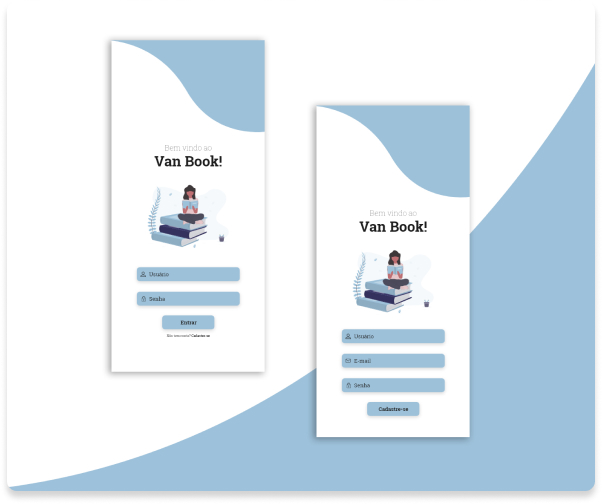 Bem vindo ao
Van Book!
Usuário
Senha
Entrar
Não tem conta? Cadastre-se
Bem vindo ao
Van Book!
Usuário
E-mail
Senha
Cadastre-se